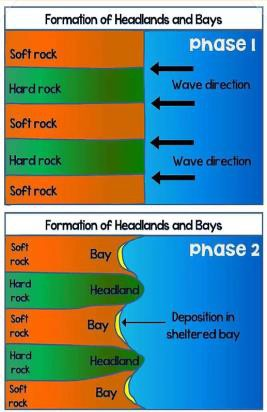 Formation of Headlands and Bays
phase 1
Soft rock
Hard rock
Wave direction
Soft rock
Hard rock
Wave direction
Soft rock
Formation of Headlands and Bays
phase 2
Soft
rock
Bay
Hard
rock
Headland
Soft
rock
Bay
Deposition in
sheltered bay
Hard
rock
Headland
Soft
rock
Bay